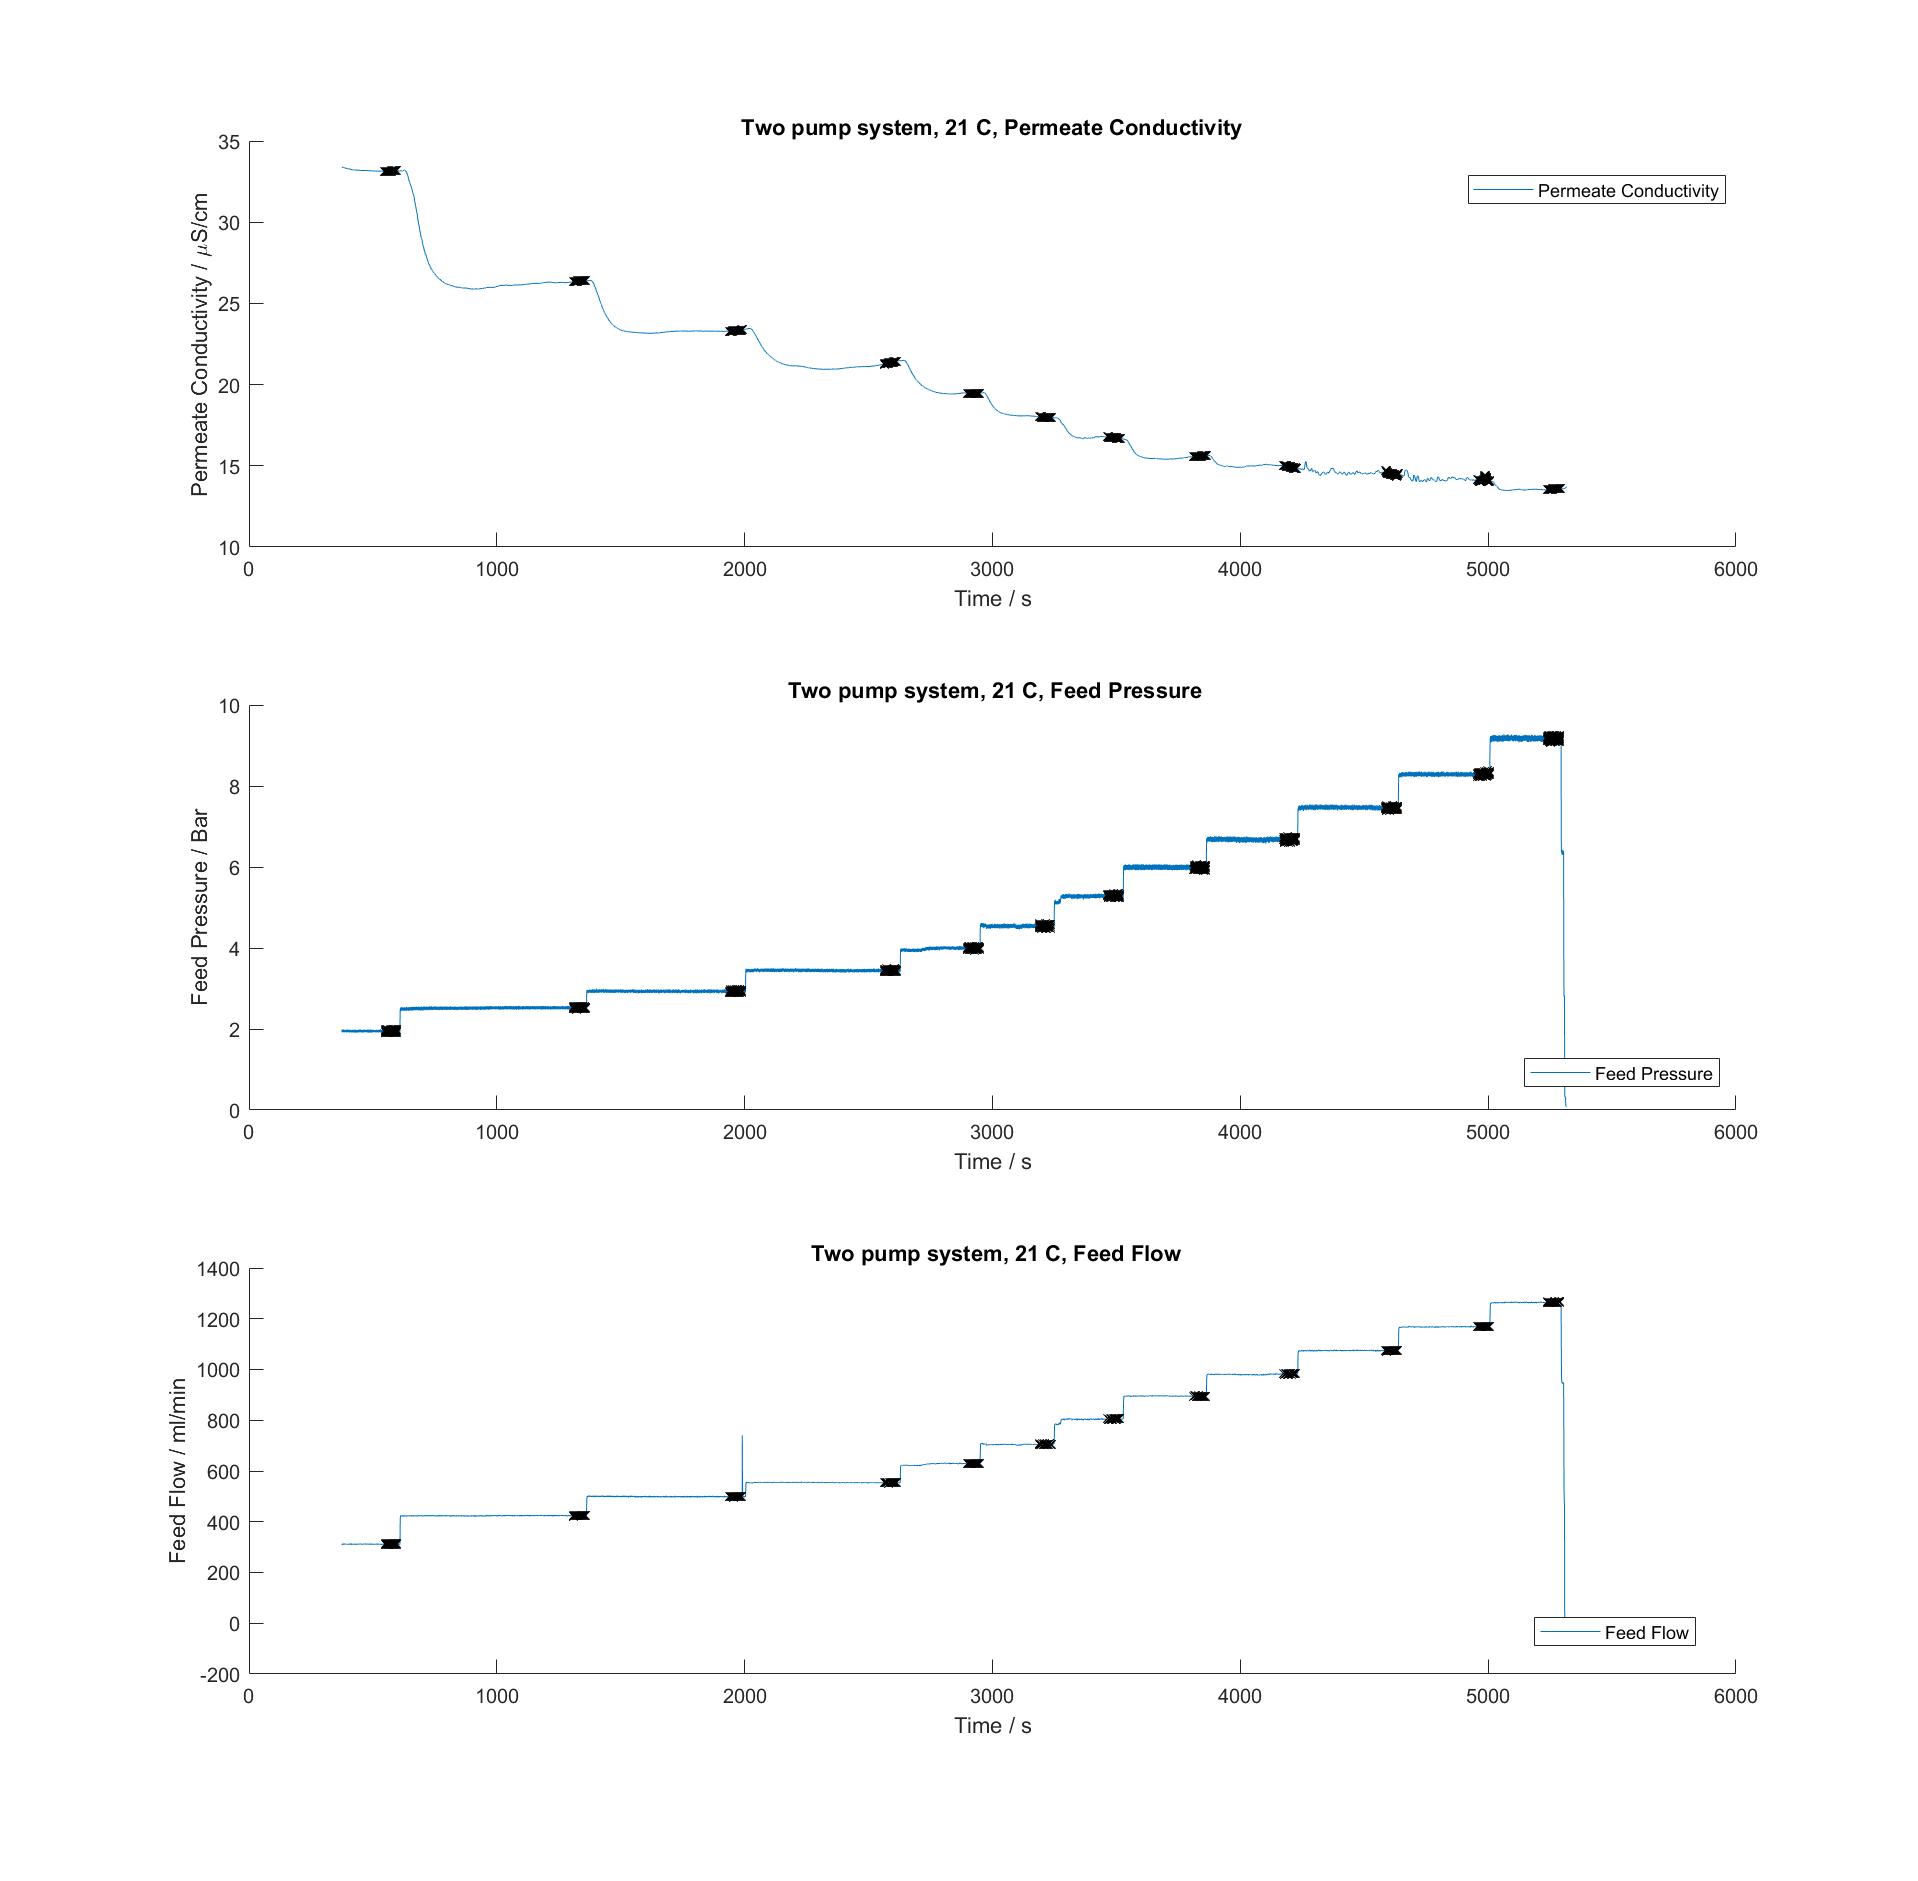 Two pump system, 21 C, Permeate Conductivity
35
30
25
20
15
10
Permeate Conductivity / μS/cm
Permeate Conductivity
0 1000 2000 3000 4000 5000 6000
Time / s
Two pump system, 21 C, Feed Pressure
10
8
6
4
2
0
Feed Pressure / Bar
Feed Pressure
0 1000 2000 3000 4000 5000 6000
Time / s
Two pump system, 21 C, Feed Flow
1400
1200
1000
800
600
400
200
0
-200
Feed Flow / ml/min
Feed Flow
0 1000 2000 3000 4000 5000 6000
Time / s